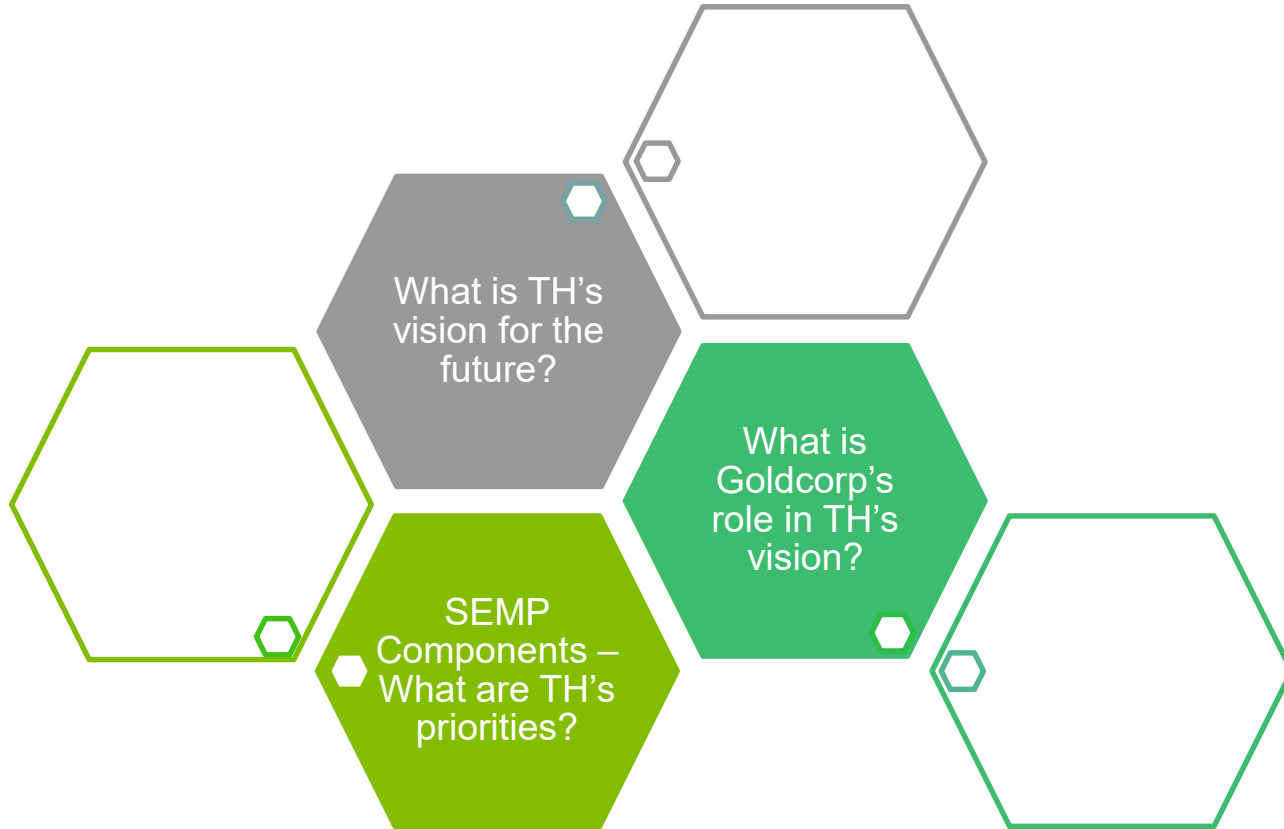 What is TH’s
vision for the
future?
What is
Goldcorp’s
role in TH’s
vision?
SEMP
Components –
What are TH’s
priorities?